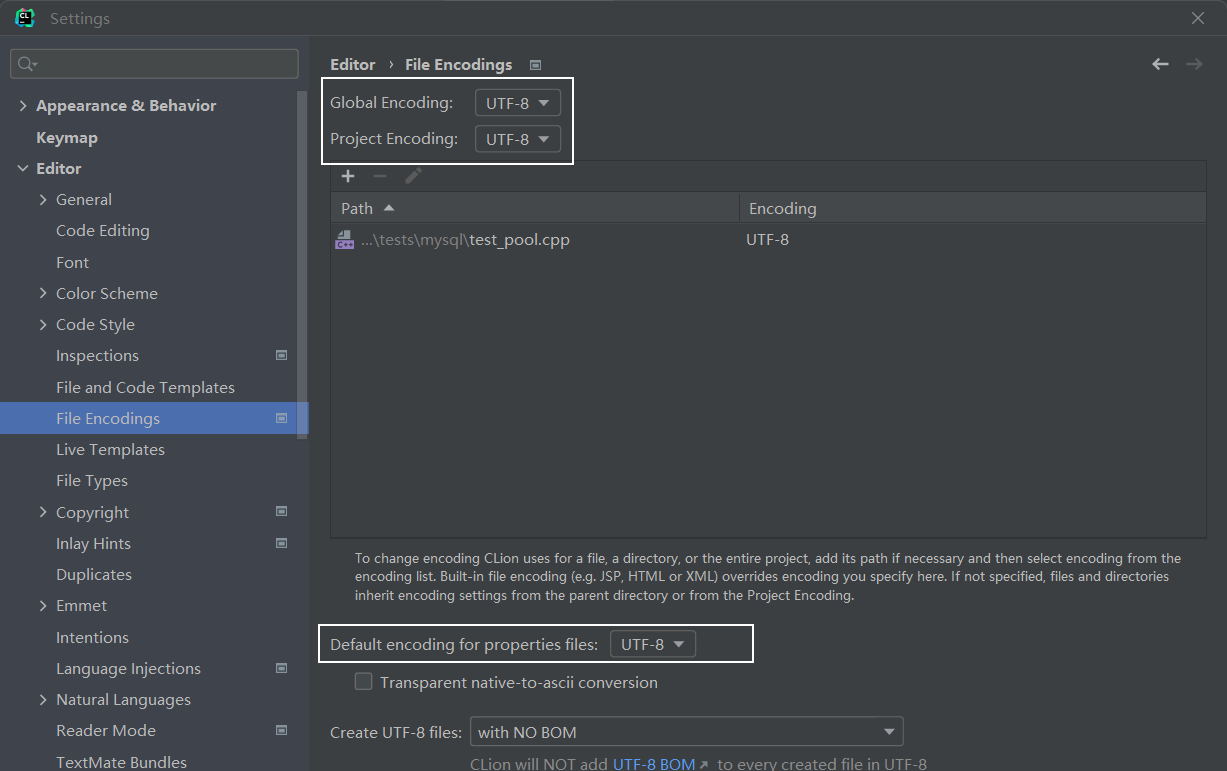 Settings
Appearance & Behavior
Keymap
Editor
General
Code Editing
Font
Color Scheme
Code Style
Inspections
File and Code Templates
File Encodings
Live Templates
File Types
Copyright
Inlay Hints
Duplicates
Emmet
Intentions
Language Injections
Natural Languages
Reader Mode
TextMate Bundles
Editor › File Encodings
Global Encoding: UTF-8
Project Encoding: UTF-8
Path Encoding
C++ ...\tests\mysql\test_pool.cpp UTF-8
To change encoding CLion uses for a file, a directory, or the entire project, add its path if necessary and then select encoding from the
encoding list. Built-in file encoding (e.g. JSP, HTML or XML) overrides encoding you specify here. If not specified, files and directories
inherit encoding settings from the parent directory or from the Project Encoding.
Default encoding for properties files: UTF-8
Transparent native-to-ascii conversion
Create UTF-8 files: with NO BOM
CLion will NOT add UTF-8 BOM ↗ to every created file in UTF-8